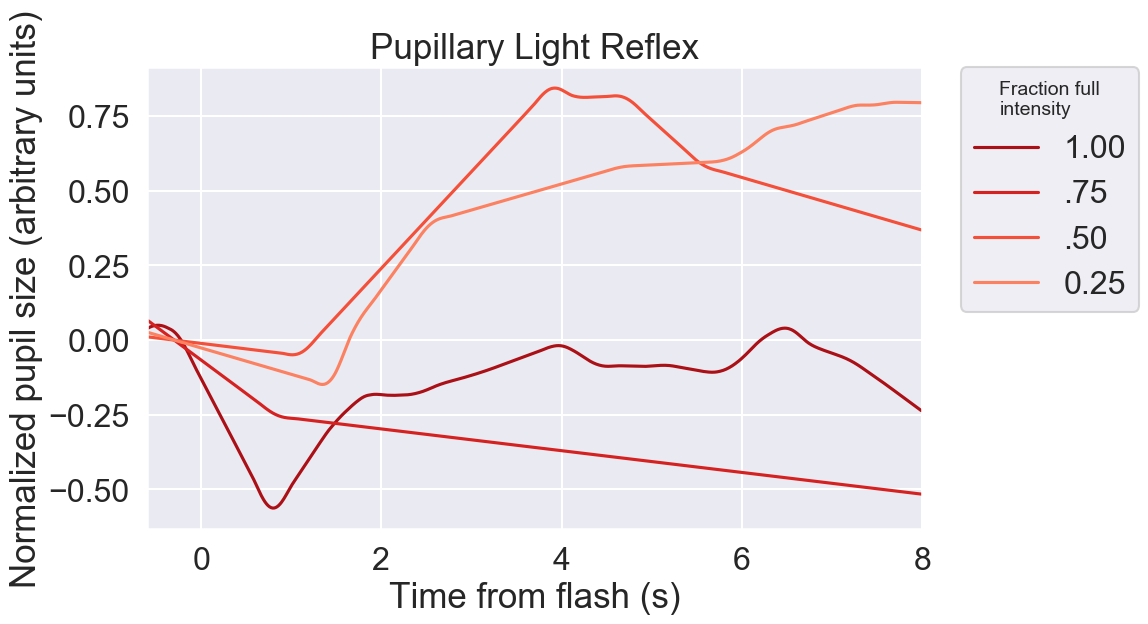 Pupillary Light Reflex
Normalized pupil size (arbitrary units)
0.75
0.50
0.25
0.00
−0.25
−0.50
0 2 4 6 8
Time from flash (s)
Fraction full
intensity
1.00
.75
.50
0.25